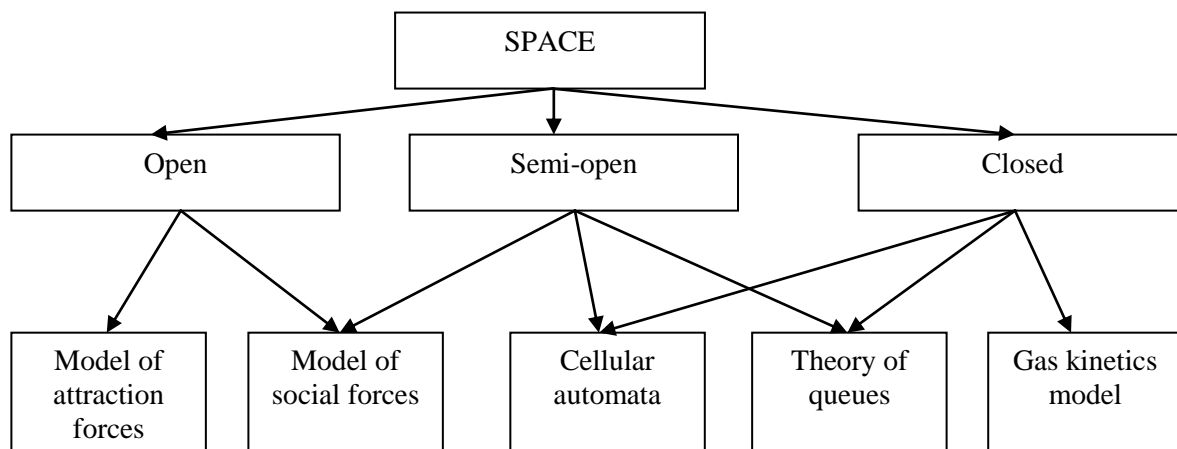 SPACE
Open
Semi-open
Closed
Model of
attraction
forces
Model of
social forces
Cellular
automata
Theory of
queues
Gas kinetics
model